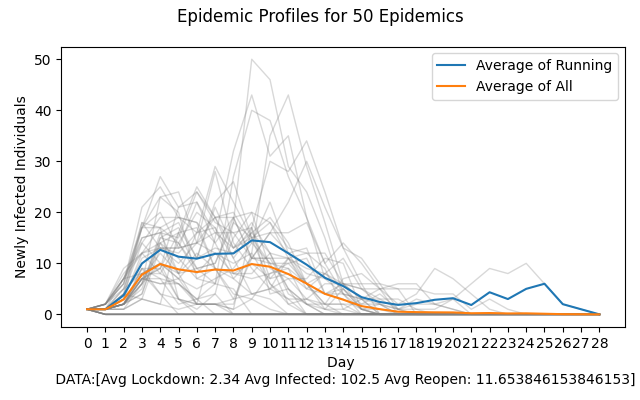 Epidemic Profiles for 50 Epidemics
50
40
30
20
10
0
Newly Infected Individuals
Average of Running
Average of All
0 1 2 3 4 5 6 7 8 9 10 11 12 13 14 15 16 17 18 19 20 21 22 23 24 25 26 27 28
Day
DATA:[Avg Lockdown: 2.34 Avg Infected: 102.5 Avg Reopen: 11.653846153846153]